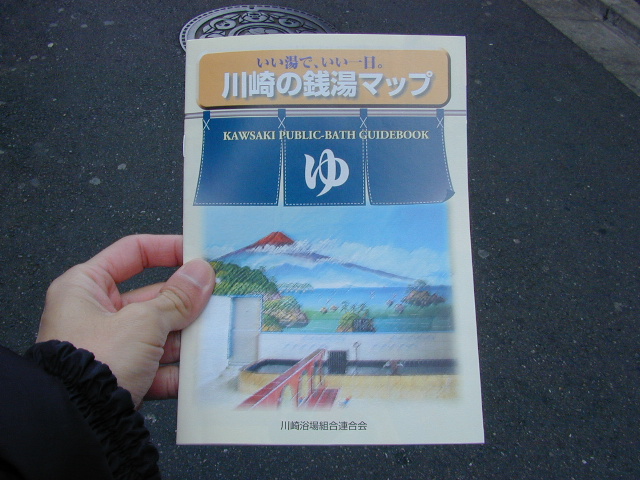 いい湯で、いい一日。
川崎の銭湯マップ
KAWSAKI PUBLIC-BATH GUIDEBOOK
ゆ
川崎浴場組合連合会